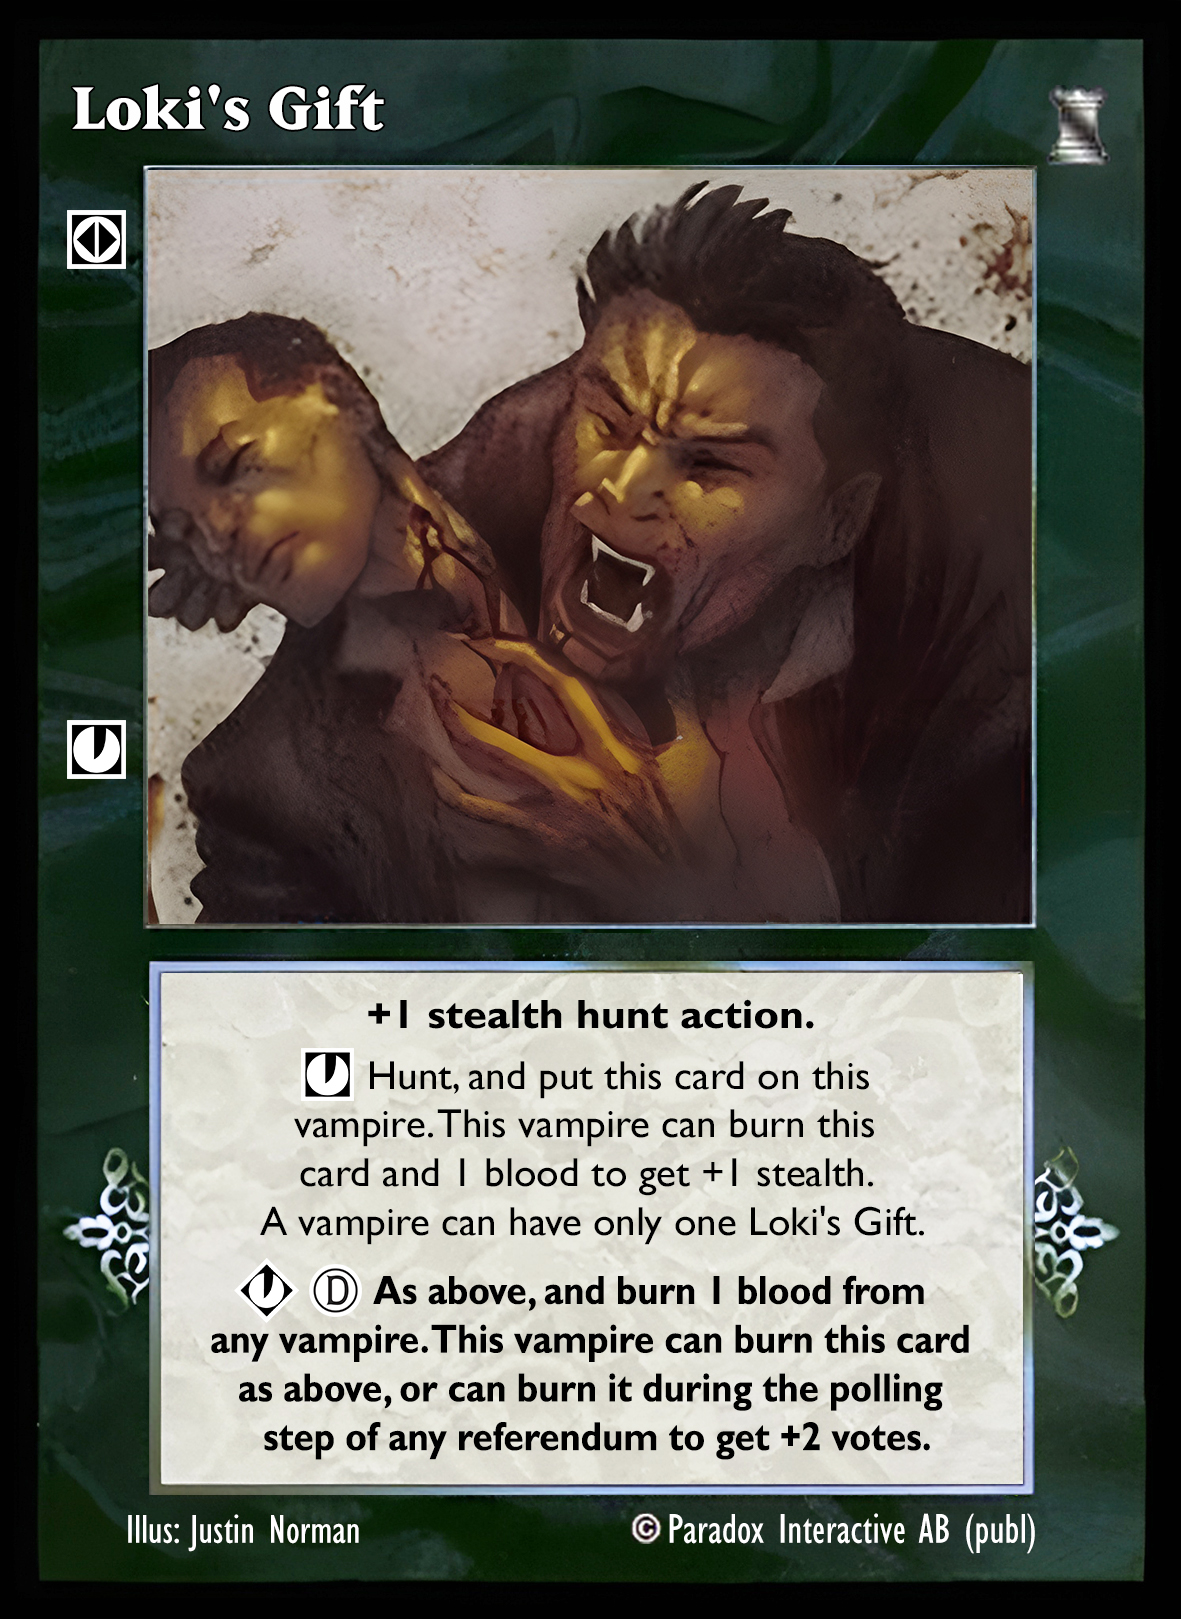 Loki's Gift
+1 stealth hunt action.
Hunt, and put this card on this
vampire. This vampire can burn this
card and 1 blood to get +1 stealth.
A vampire can have only one Loki's Gift.
D As above, and burn 1 blood from
any vampire. This vampire can burn this card
as above, or can burn it during the polling
step of any referendum to get +2 votes.
Illus: Justin Norman
© Paradox Interactive AB (publ)